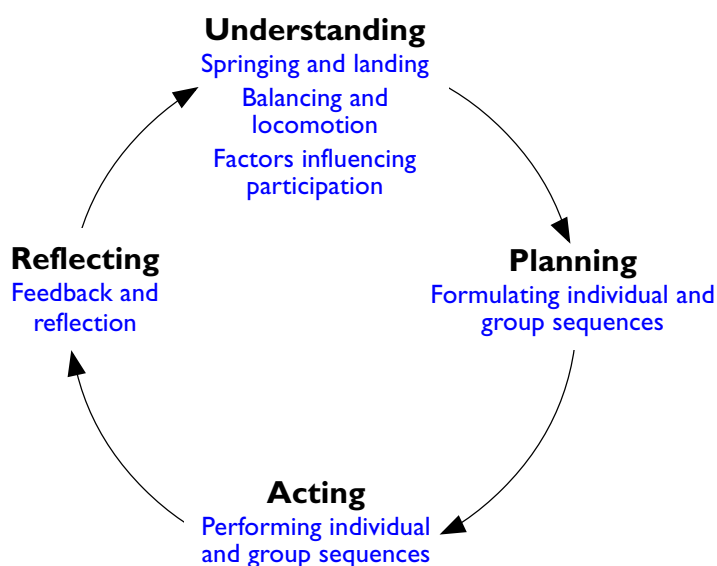 Understanding
Springing and landing
Balancing and
locomotion
Factors influencing
participation
Reflecting
Feedback and
reflection
Planning
Formulating individual and
group sequences
Acting
Performing individual
and group sequences